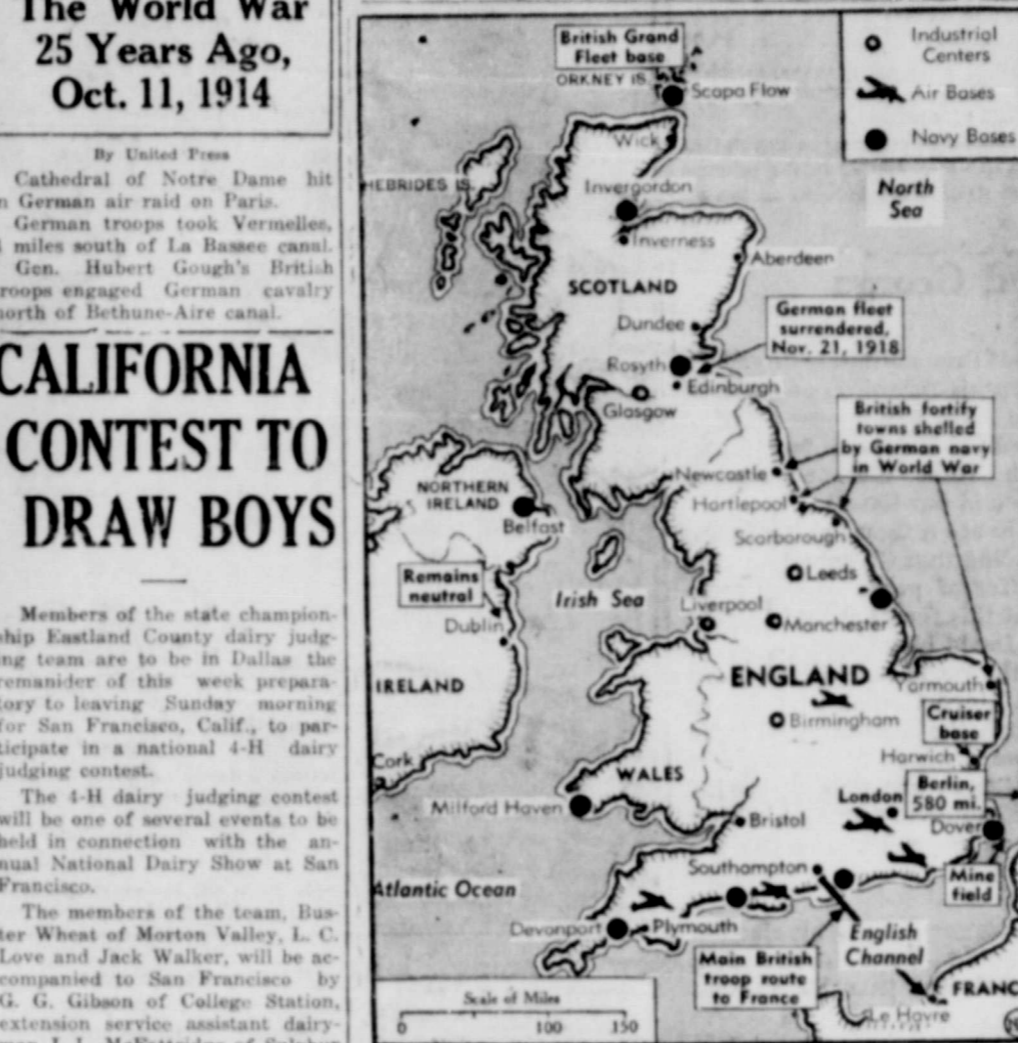 The World War
25 Years Ago,
Oct. 11, 1914
By United Press
Cathedral of Notre Dame hit
n German air raid on Paris.
German troops took Vermelles,
miles south of La Bassee canal.
Gen. Hubert Gough's British
roops engaged German cavalry
orth of Bethune-Aire canal.
CALIFORNIA
CONTEST TO
DRAW BOYS
Members of the state champion-
ship Eastland County dairy judg-
ng team are to be in Dallas the
remanider of this week prepara-
tory to leaving Sunday morning
for San Francisco, Calif., to par-
ticipate in a national 4-H dairy
judging contest.
The 4-H dairy judging contest
will be one of several events to be
held in connection with the an-
nual National Dairy Show at San
Francisco.
The members of the team, Bus-
ter Wheat of Morton Valley, L. C.
Love and Jack Walker, will be ac-
companied to San Francisco by
G. G. Gibson of College Station,
extension service assistant dairy-
British Grand
Fleet base
ORKNEY IS.
Scapa Flow
Industrial
Centers
Air Bases
Navy Bases
Wick
HEBRIDES IS.
Invergordon
North
Sea
Inverness
Aberdeen
SCOTLAND
German fleet
surrendered,
Nov. 21, 1918
Dundee
Rosyth
Edinburgh
Glasgow
British fortify
towns shelled
by German navy
in World War
Newcastle
NORTHERN
IRELAND
Hartlepool
Belfast
Scarborough
Remains
neutral
Leeds
Irish Sea
Liverpool
Dublin
Manchester
ENGLAND
IRELAND
Yarmouth
Birmingham
Cruiser
base
Harwich
Cork
WALES
Berlin,
580 mi.
London
Milford Haven
Bristol
Dover
Southampton
Mine
field
Atlantic Ocean
Devonport
Plymouth
English
Channel
Main British
troop route
to France
FRANC
Le Havre
Scale of Miles
0 100 150